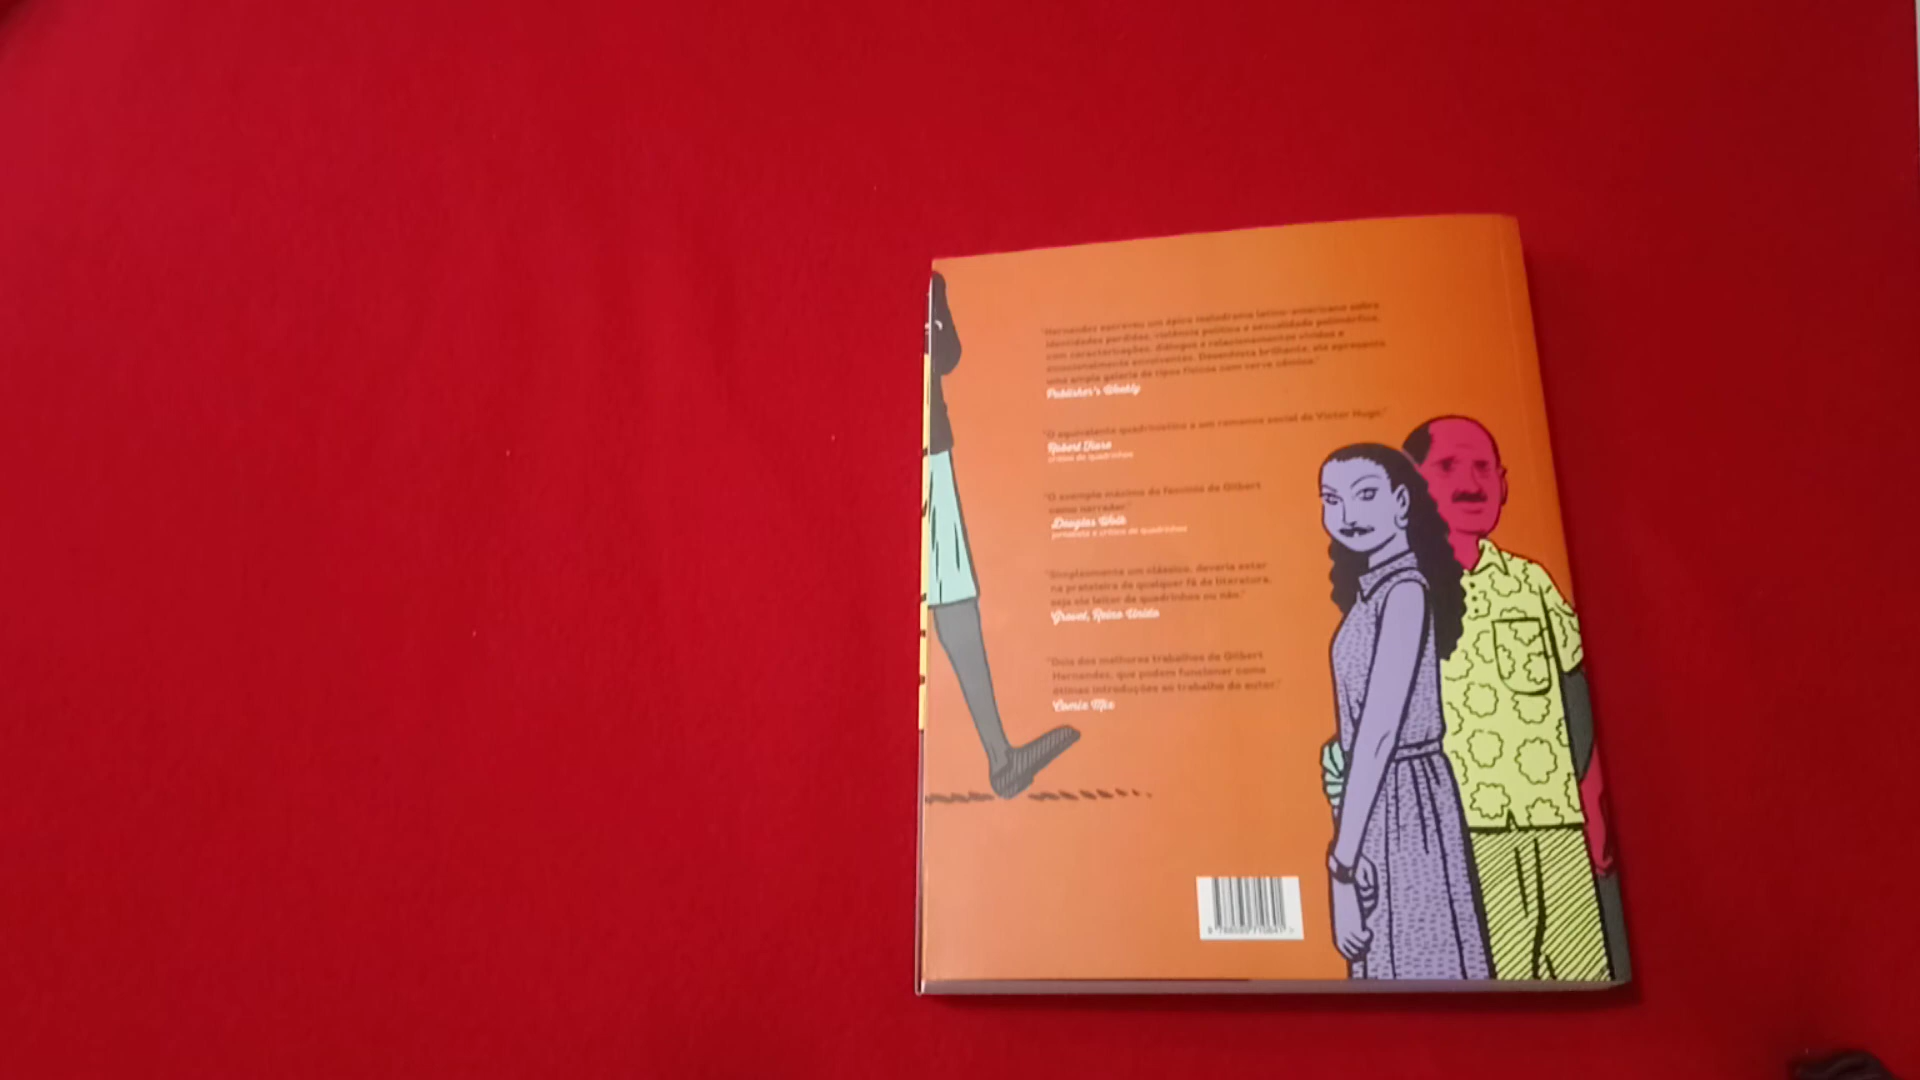 "Hernandez escreveu um épico melodrama latino-americano sobre
identidades perdidas, violência política e sexualidade polimórfica,
com caracterizações, diálogos e relacionamentos vívidos e
emocionalmente envolventes. Desenhista brilhante, ele apresenta
uma ampla galeria de tipos físicos com verve cômica."
Publisher's Weekly
"O equivalente quadrinístico a um romance social de Victor Hugo."
Robert
crítico de quadrinhos
"O exemplo máximo do fascínio de Gilbert
como narrador."
Douglas Wolk
jornalista e crítico de quadrinhos
"Simplesmente um clássico, deveria estar
na prateleira de qualquer fã de literatura,
seja ele leitor de quadrinhos ou não."
Gravel, Reino Unido
"Dois dos melhores trabalhos de Gilbert
Hernandez, que podem funcionar como
ótimas introduções ao trabalho do autor."
Comic Mix